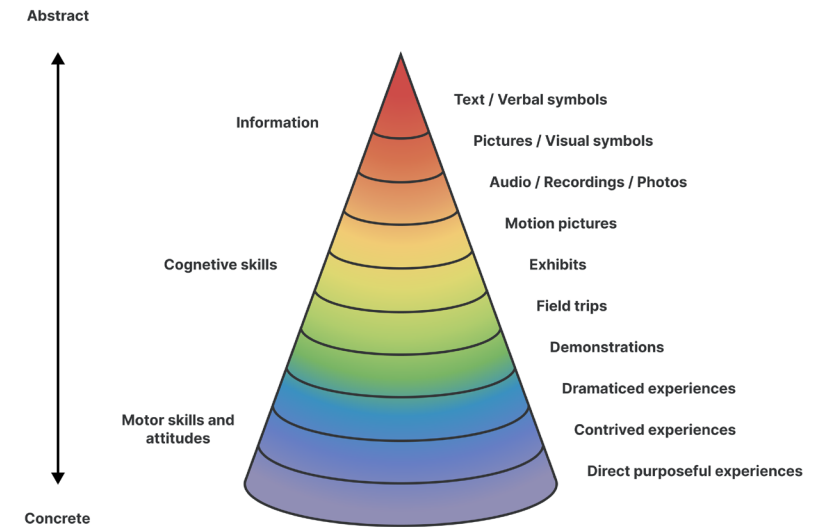 Abstract
Text / Verbal symbols
Information
Pictures / Visual symbols
Audio / Recordings / Photos
Motion pictures
Cognetive skills
Exhibits
Field trips
Demonstrations
Dramaticed experiences
Motor skills and
attitudes
Contrived experiences
Direct purposeful experiences
Concrete